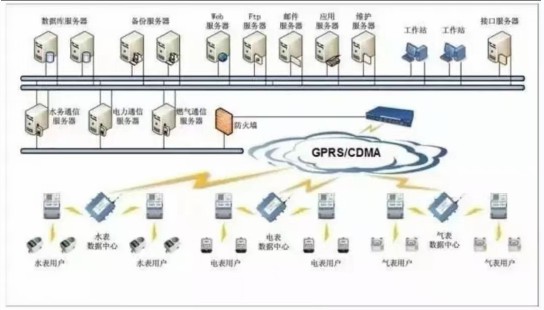 数据库服务器
备份服务器
Web
服务器
Ftp
服务器
邮件
服务器
应用
服务器
维护
服务器
工作站
工作站
接口服务器
水务通信
服务器
电力通信
服务器
燃气通信
服务器
防火墙
GPRS/CDMA
水表
数据中心
电表
数据中心
气表
数据中心
水表用户
水表用户
电表用户
电表用户
气表用户
气表用户